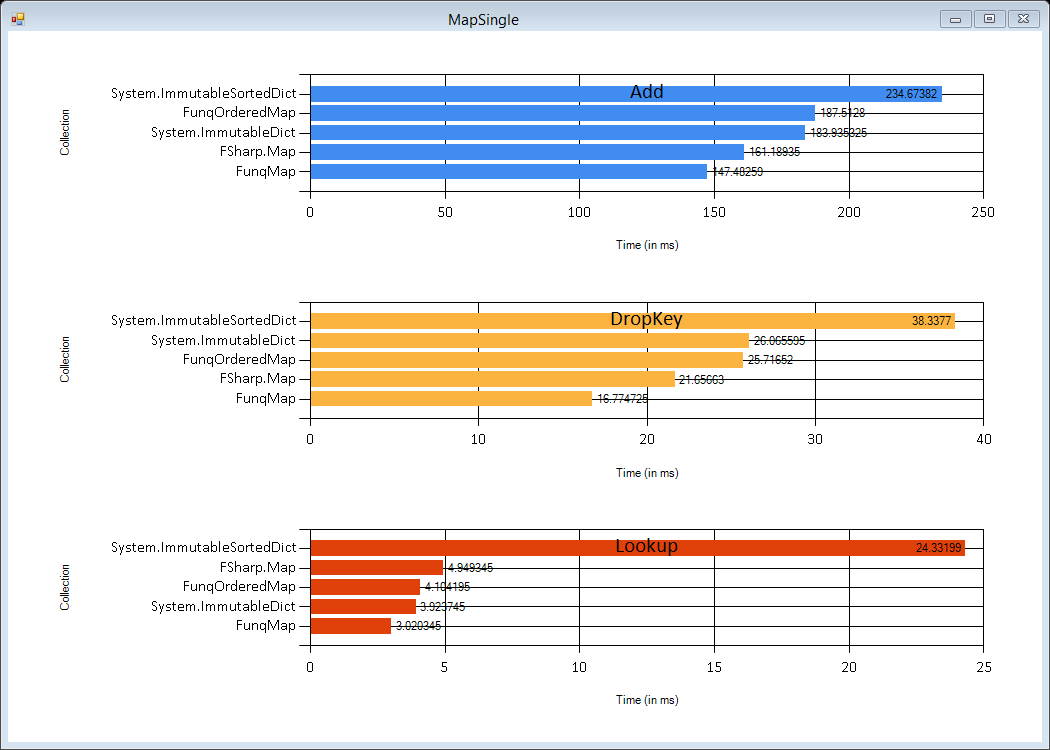 MapSingle
Add
Collection
System.ImmutableSortedDict 234.67382
FunqOrderedMap 187.5128
System.ImmutableDict 183.935325
FSharp.Map 161.18935
FunqMap 147.48259
0 50 100 150 200 250
Time (in ms)
DropKey
Collection
System.ImmutableSortedDict 38.3377
System.ImmutableDict 26.065595
FunqOrderedMap 25.71652
FSharp.Map 21.65663
FunqMap 16.774725
0 10 20 30 40
Time (in ms)
Lookup
Collection
System.ImmutableSortedDict 24.33199
FSharp.Map 4.949345
FunqOrderedMap 4.104195
System.ImmutableDict 3.923745
FunqMap 3.020345
0 5 10 15 20 25
Time (in ms)